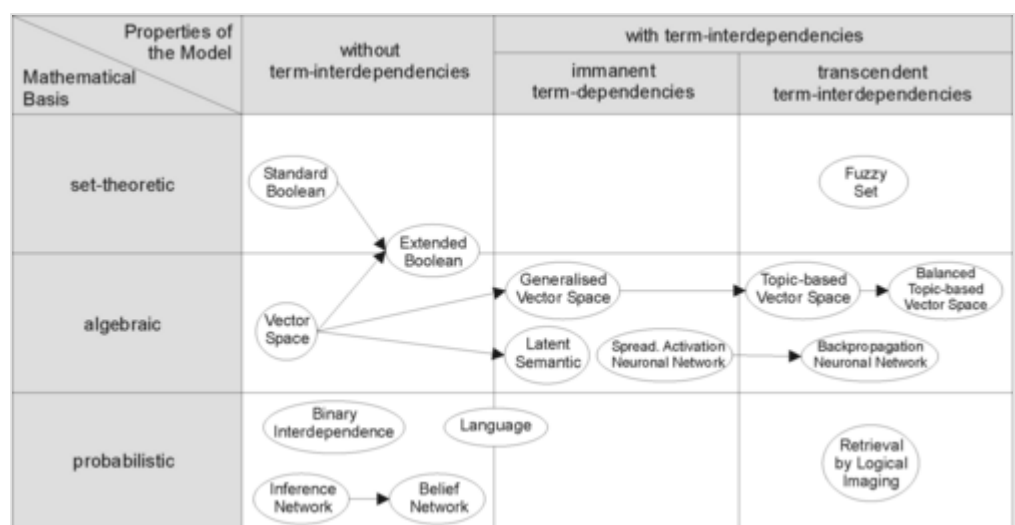 Properties of
the Model
Mathematical
Basis
without
term-interdependencies
with term-interdependencies
immanent
term-dependencies
transcendent
term-interdependencies
set-theoretic
Standard
Boolean
Fuzzy
Set
Extended
Boolean
algebraic
Vector
Space
Generalised
Vector Space
Topic-based
Vector Space
Balanced
Topic-based
Vector Space
Latent
Semantic
Spread. Activation
Neuronal Network
Backpropagation
Neuronal Network
probabilistic
Binary
Interdependence
Language
Inference
Network
Belief
Network
Retrieval
by Logical
Imaging